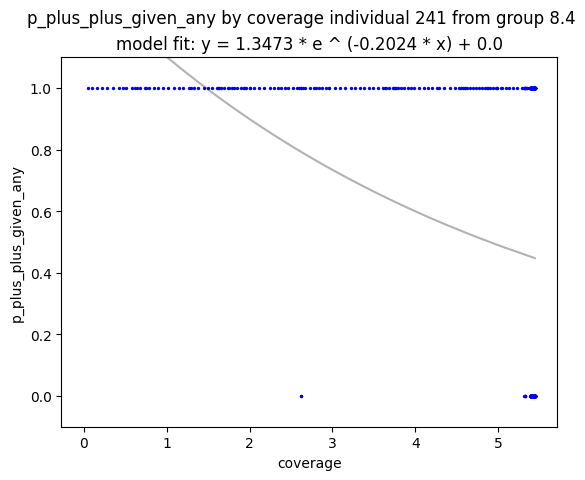 p_plus_plus_given_any by coverage individual 241 from group 8.4
model fit: y = 1.3473 * e ^ (-0.2024 * x) + 0.0
1.0
0.8
0.6
0.4
0.2
0.0
p_plus_plus_given_any
0 1 2 3 4 5
coverage